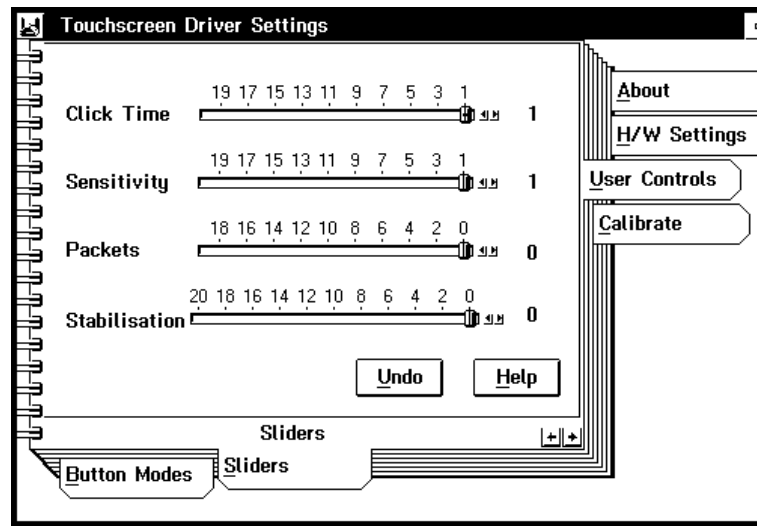 Touchscreen Driver Settings
19 17 15 13 11 9 7 5 3 1
Click Time 1
About
H/W Settings
19 17 15 13 11 9 7 5 3 1
Sensitivity 1
User Controls
18 16 14 12 10 8 6 4 2 0
Packets 0
Calibrate
20 18 16 14 12 10 8 6 4 2 0
Stabilisation 0
Undo Help
Sliders
Button Modes Sliders